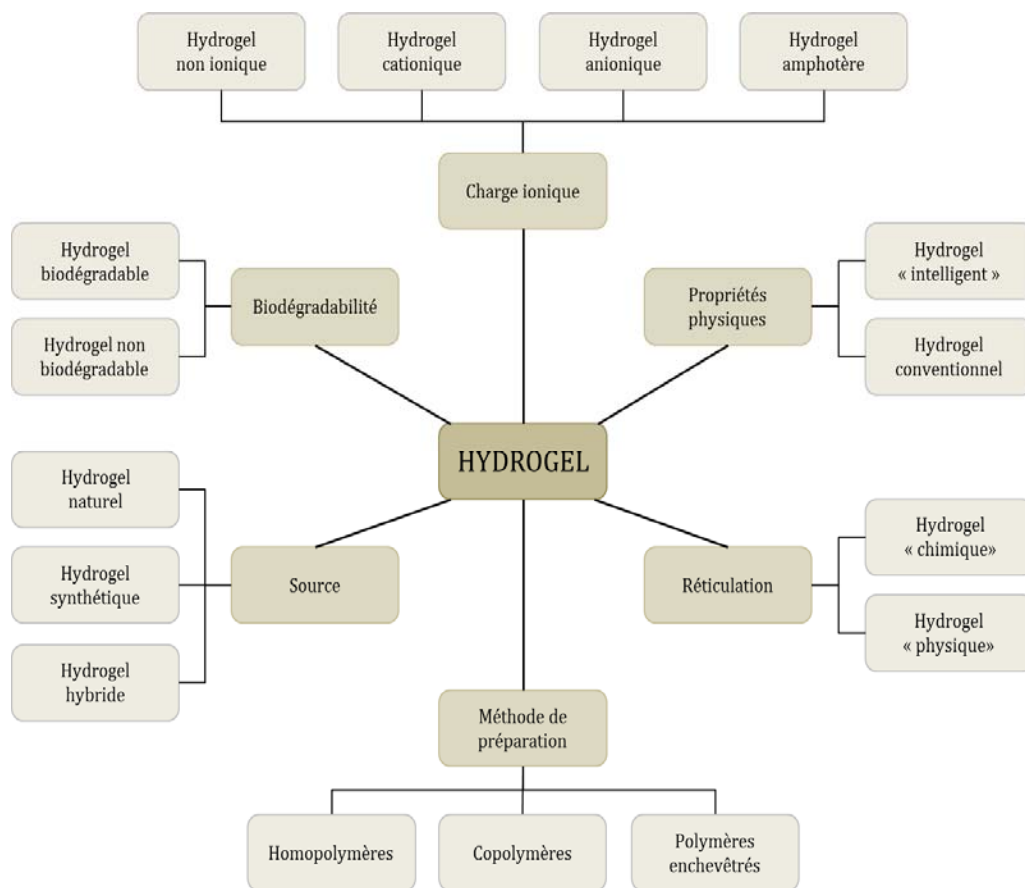 Hydrogel
non ionique
Hydrogel
cationique
Hydrogel
anionique
Hydrogel
amphotère
Charge ionique
Hydrogel
biodégradable
Hydrogel non
biodégradable
Biodégradabilité
Propriétés
physiques
Hydrogel
« intelligent »
Hydrogel
conventionnel
HYDROGEL
Hydrogel
naturel
Hydrogel
synthétique
Hydrogel
hybride
Source
Réticulation
Hydrogel
« chimique»
Hydrogel
« physique»
Méthode de
préparation
Homopolymères
Copolymères
Polymères
enchevêtrés